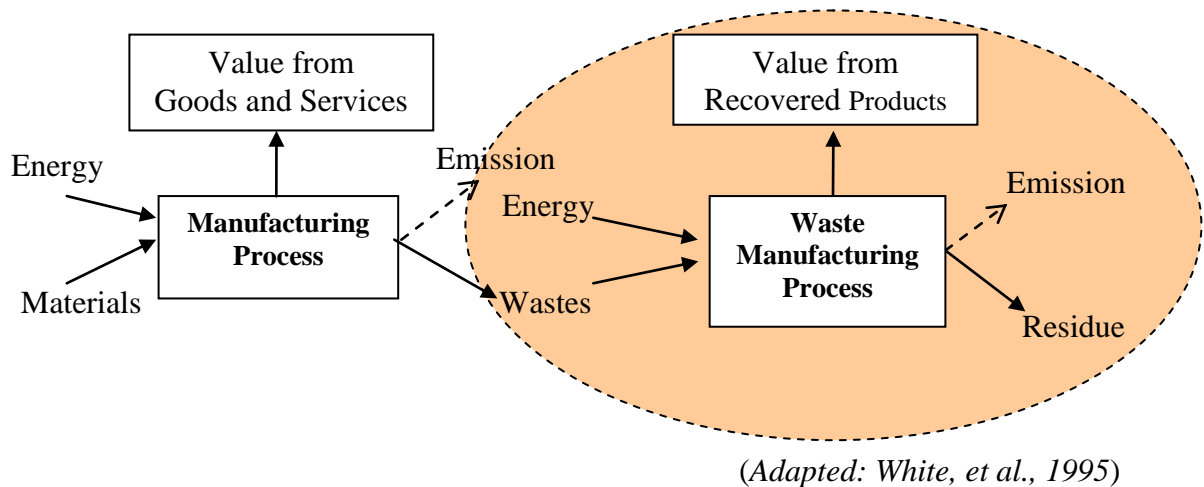 Value from
Goods and Services
Value from
Recovered Products
Energy
Emission
Manufacturing
Process
Materials
Energy
Wastes
Waste
Manufacturing
Process
Emission
Residue
(Adapted: White, et al., 1995)